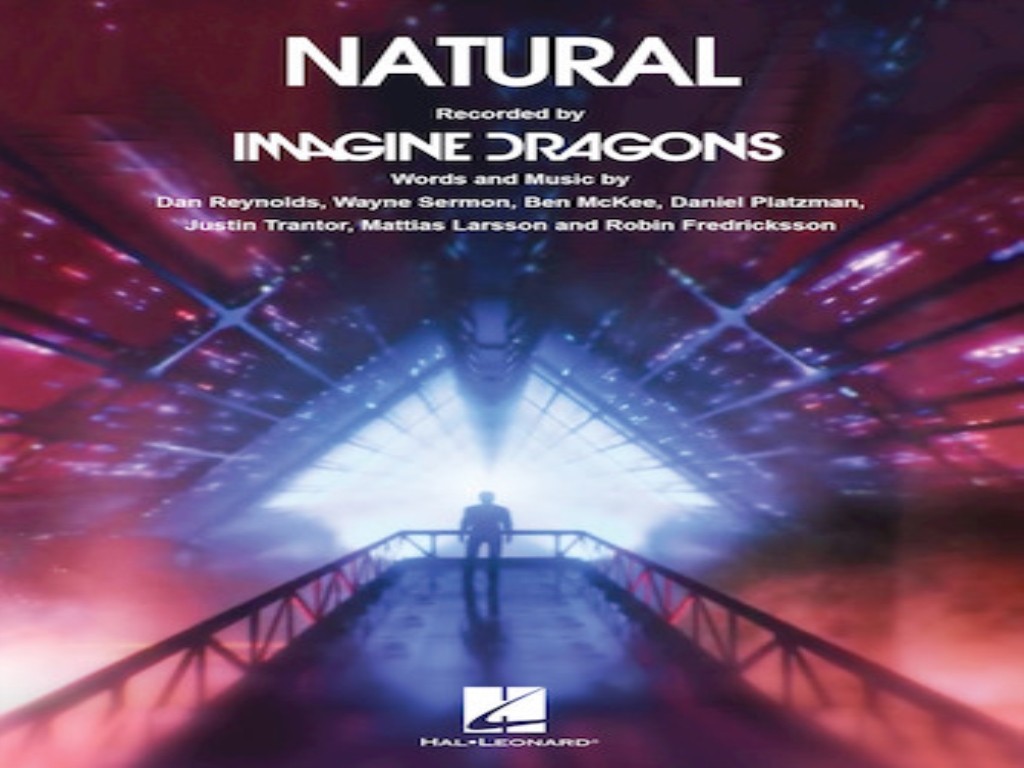 NATURAL
Recorded by
IMAGINE DRAGONS
Words and Music by
Dan Reynolds, Wayne Sermon, Ben McKee, Daniel Platzman,
Justin Trantor, Mattias Larsson and Robin Fredricksson
HAL•LEONARD®